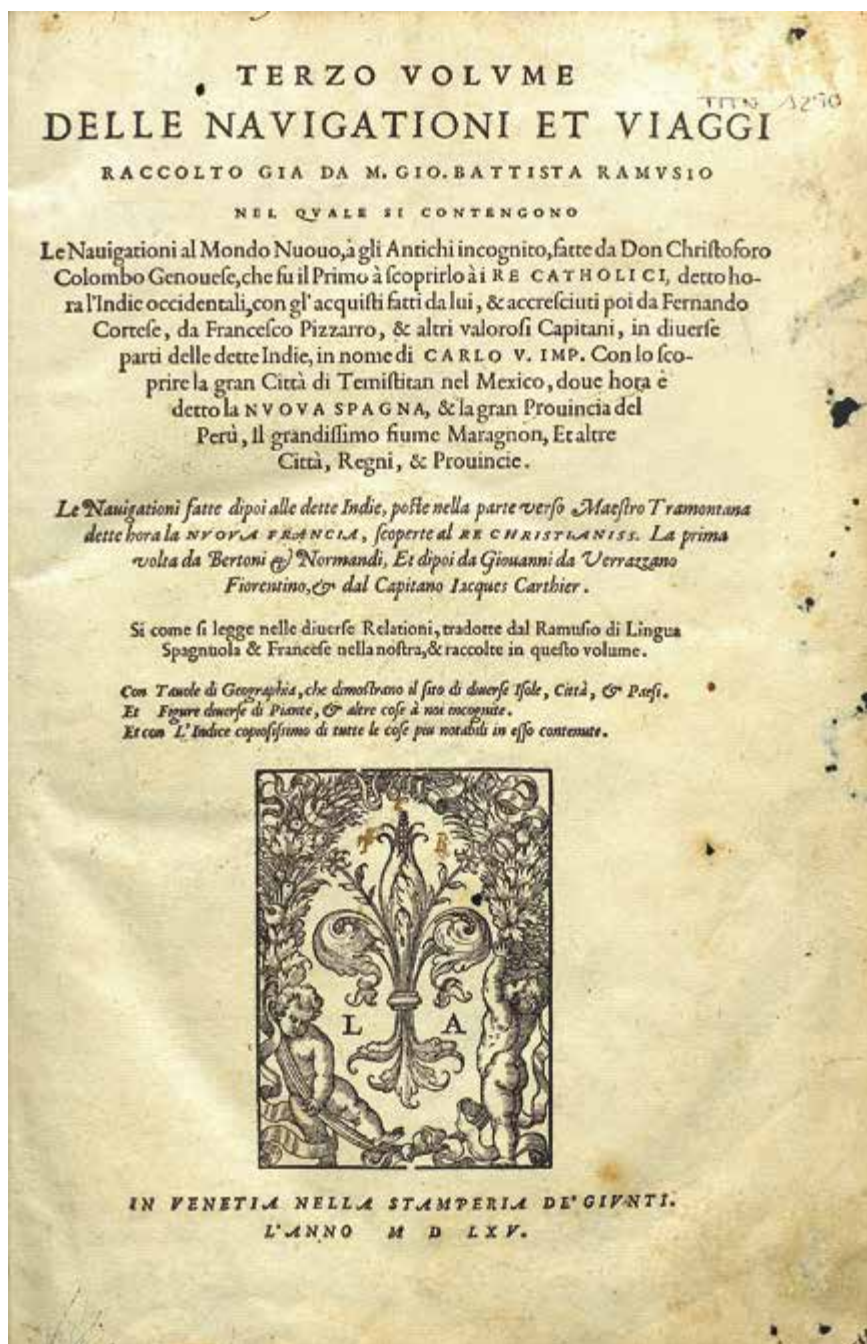 TERZO VOLVME
DELLE NAVIGATIONI ET VIAGGI
RACCOLTO GIA DA M. GIO. BATTISTA RAMVSIO
NEL QVALE SI CONTENGONO
Le Nauigationi al Mondo Nuouo, à gli Antichi incognito, fatte da Don Chriſtoforo
Colombo Genoueſe, che fu il Primo à ſcoprirlo à i RE CATHOLICI, detto ho-
ra l'Indie occidentali, con gl' acquiſti fatti da lui, & accreſciuti poi da Fernando
Corteſe, da Franceſco Pizzarro, & altri valoroſi Capitani, in diuerſe
parti delle dette Indie, in nome di CARLO V. IMP. Con lo ſco-
prire la gran Città di Temiſtitan nel Mexico, doue hora è
detto la NVOVA SPAGNA, & la gran Prouincia del
Perù, Il grandiſſimo fiume Maragnon, Et altre
Città, Regni, & Prouincie.
Le Nauigationi fatte dipoi alle dette Indie, poſte nella parte verſo Maeſtro Tramontana
dette hora la NVOVA FRANCIA, ſcoperte al RE CHRISTIANISS. La prima
volta da Bertoni & Normandi, Et dipoi da Giouanni da Verrazzano
Fiorentino, & dal Capitano Iacques Carthier.
Si come ſi legge nelle diuerſe Relationi, tradotte dal Ramuſio di Lingua
Spagnuola & Franceſe nella noſtra, & raccolte in queſto volume.
Con Tauole di Geographia, che dimoſtrano il ſito di diuerſe Iſole, Città, & Paeſi.
Et Figure diuerſe di Piante, & altre coſe à noi incognite.
Et con L'Indice copioſiſſimo di tutte le coſe piu notabili in eſſo contenute.
L A
IN VENETIA NELLA STAMPERIA DE' GIVNTI.
L'ANNO M D LXV.